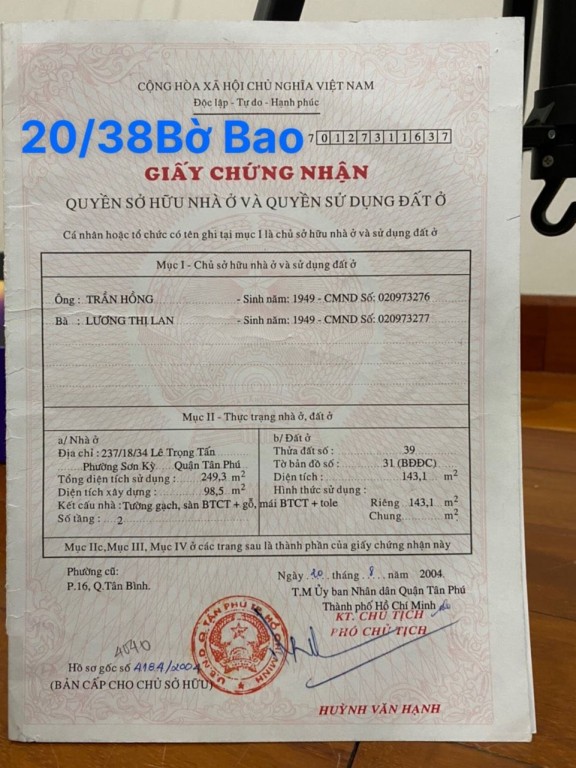 CỘNG HÒA XÃ HỘI CHỦ NGHĨA VIỆT NAM
Độc lập - Tự do - Hạnh phúc
20/38Bờ Bao
7 0 1 2 7 3 1 1 6 3 7
GIẤY CHỨNG NHẬN
QUYỀN SỞ HỮU NHÀ Ở VÀ QUYỀN SỬ DỤNG ĐẤT Ở
Cá nhân hoặc tổ chức có tên ghi tại mục I là chủ sở hữu nhà ở và sử dụng đất ở
Mục I - Chủ sở hữu nhà ở và sử dụng đất ở
Ông : TRẦN HỒNG - Sinh năm: 1949 - CMND Số: 020973276
Bà : LƯƠNG THỊ LAN - Sinh năm: 1949 - CMND Số: 020973277
Mục II - Thực trạng nhà ở, đất ở
a/ Nhà ở
Địa chỉ : 237/18/34 Lê Trọng Tấn
Phường Sơn Kỳ Quận Tân Phú
Tổng diện tích sử dụng : 249,3 m2
Diện tích xây dựng : 98,5 m2
Kết cấu nhà : Tường gạch, sàn BTCT + gỗ, mái BTCT + tole
Số tầng : 2
b/ Đất ở
Thửa đất số : 39
Tờ bản đồ số : 31 (BĐĐC)
Diện tích : 143,1 m2
Hình thức sử dụng :
Riêng 143,1 m2
Chung m2
Mục IIc, Mục III, Mục IV ở các trang sau là thành phần của giấy chứng nhận này
Phường cũ:
P.16, Q.Tân Bình.
Ngày 20 tháng 8 năm 2004
T.M Ủy ban Nhân dân Quận Tân Phú
Thành phố Hồ Chí Minh
KT. CHỦ TỊCH
PHÓ CHỦ TỊCH
U.B.N.D Q TÂN PHÚ TP. HỒ CHÍ MINH
4040
Hồ sơ gốc số A18A/2004
(BẢN CẤP CHO CHỦ SỞ HỮU)
HUỲNH VĂN HẠNH